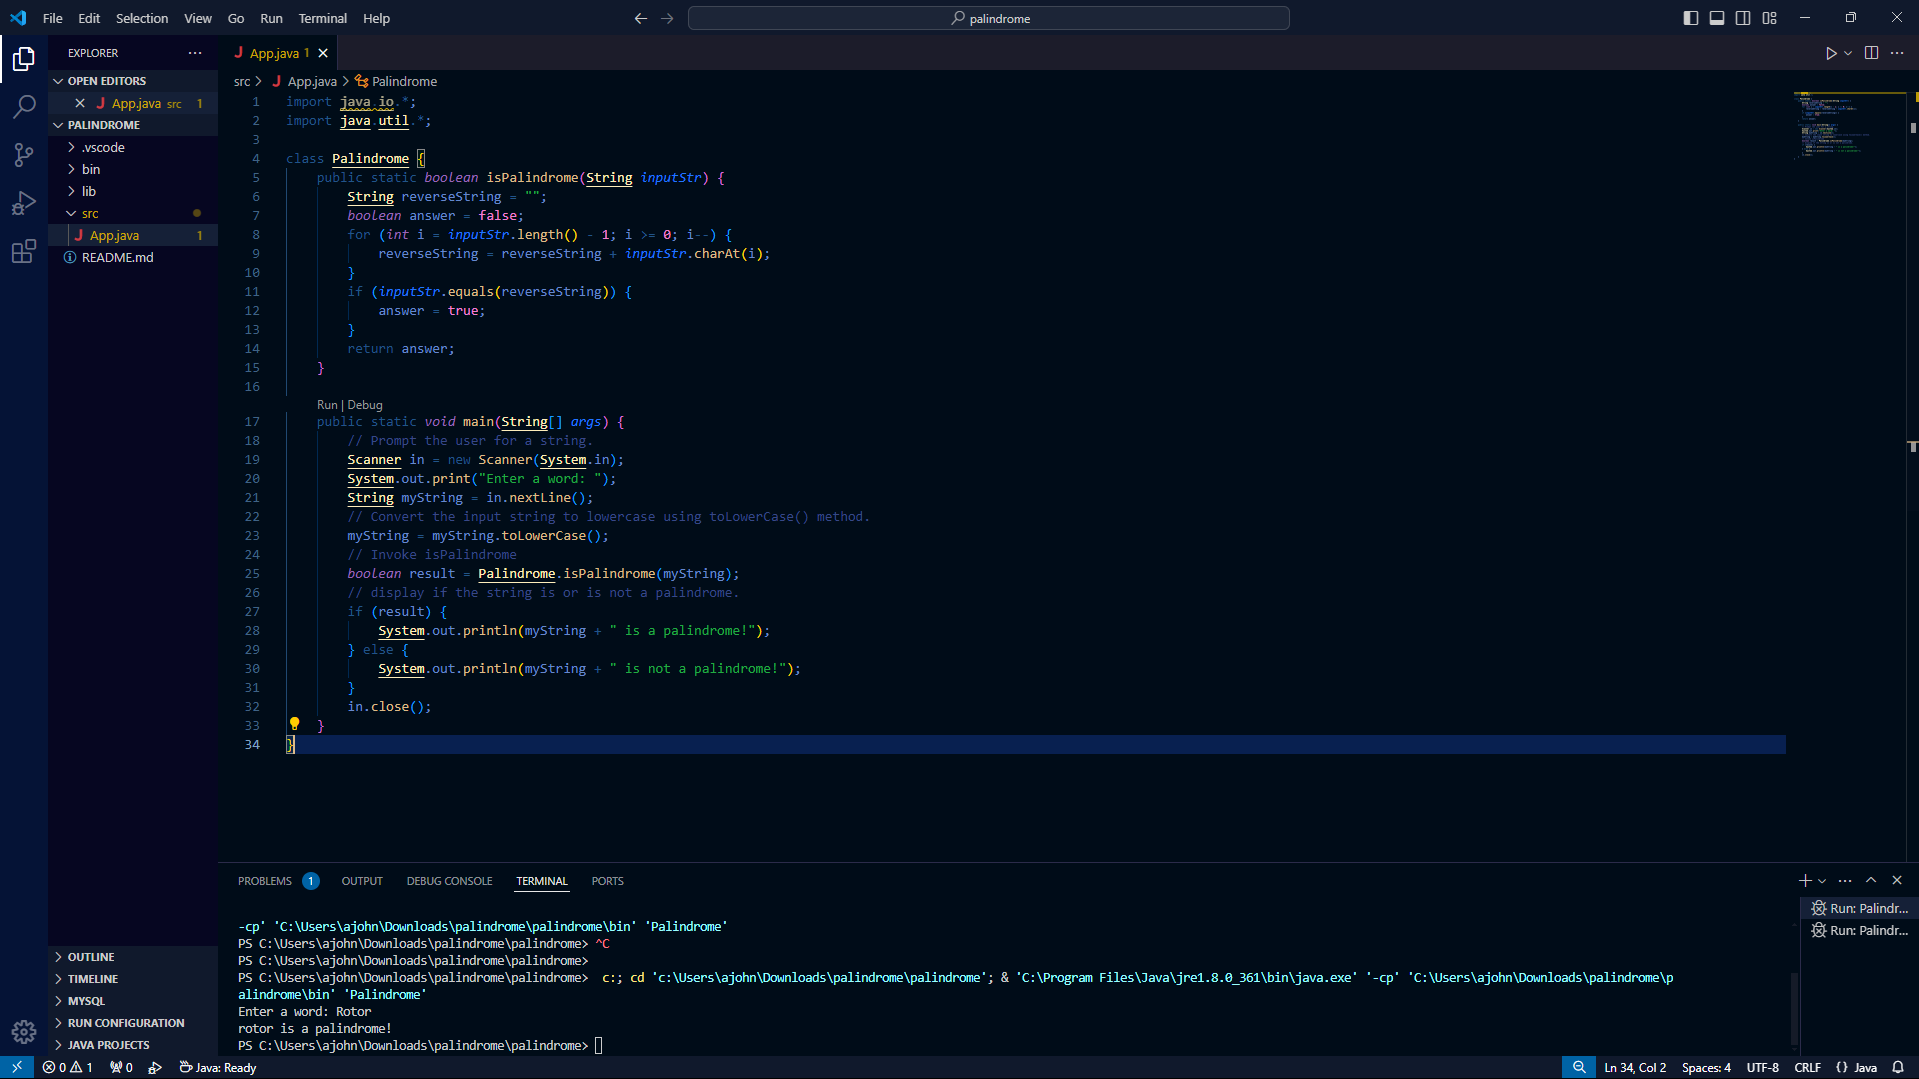 File Edit Selection View Go Run Terminal Help
palindrome
EXPLORER
OPEN EDITORS
App.java src 1
PALINDROME
.vscode
bin
lib
src
App.java 1
README.md
OUTLINE
TIMELINE
MYSQL
RUN CONFIGURATION
JAVA PROJECTS
App.java 1
src > App.java > Palindrome
1 import java.io.*;
2 import java.util.*;
3
4 class Palindrome {
5 public static boolean isPalindrome(String inputStr) {
6 String reverseString = "";
7 boolean answer = false;
8 for (int i = inputStr.length() - 1; i >= 0; i--) {
9 reverseString = reverseString + inputStr.charAt(i);
10 }
11 if (inputStr.equals(reverseString)) {
12 answer = true;
13 }
14 return answer;
15 }
16
Run | Debug
17 public static void main(String[] args) {
18 // Prompt the user for a string.
19 Scanner in = new Scanner(System.in);
20 System.out.print("Enter a word: ");
21 String myString = in.nextLine();
22 // Convert the input string to lowercase using toLowerCase() method.
23 myString = myString.toLowerCase();
24 // Invoke isPalindrome
25 boolean result = Palindrome.isPalindrome(myString);
26 // display if the string is or is not a palindrome.
27 if (result) {
28 System.out.println(myString + " is a palindrome!");
29 } else {
30 System.out.println(myString + " is not a palindrome!");
31 }
32 in.close();
33 }
34 }
PROBLEMS 1 OUTPUT DEBUG CONSOLE TERMINAL PORTS
-cp' 'C:\Users\ajohn\Downloads\palindrome\palindrome\bin' 'Palindrome'
PS C:\Users\ajohn\Downloads\palindrome\palindrome> ^C
PS C:\Users\ajohn\Downloads\palindrome\palindrome>
PS C:\Users\ajohn\Downloads\palindrome\palindrome> c:; cd 'c:\Users\ajohn\Downloads\palindrome\palindrome'; & 'C:\Program Files\Java\jre1.8.0_361\bin\java.exe' '-cp' 'C:\Users\ajohn\Downloads\palindrome\p
alindrome\bin' 'Palindrome'
Enter a word: Rotor
rotor is a palindrome!
PS C:\Users\ajohn\Downloads\palindrome\palindrome>
Run: Palindr...
Run: Palindr...
0 1 0 Java: Ready
Ln 34, Col 2 Spaces: 4 UTF-8 CRLF {} Java